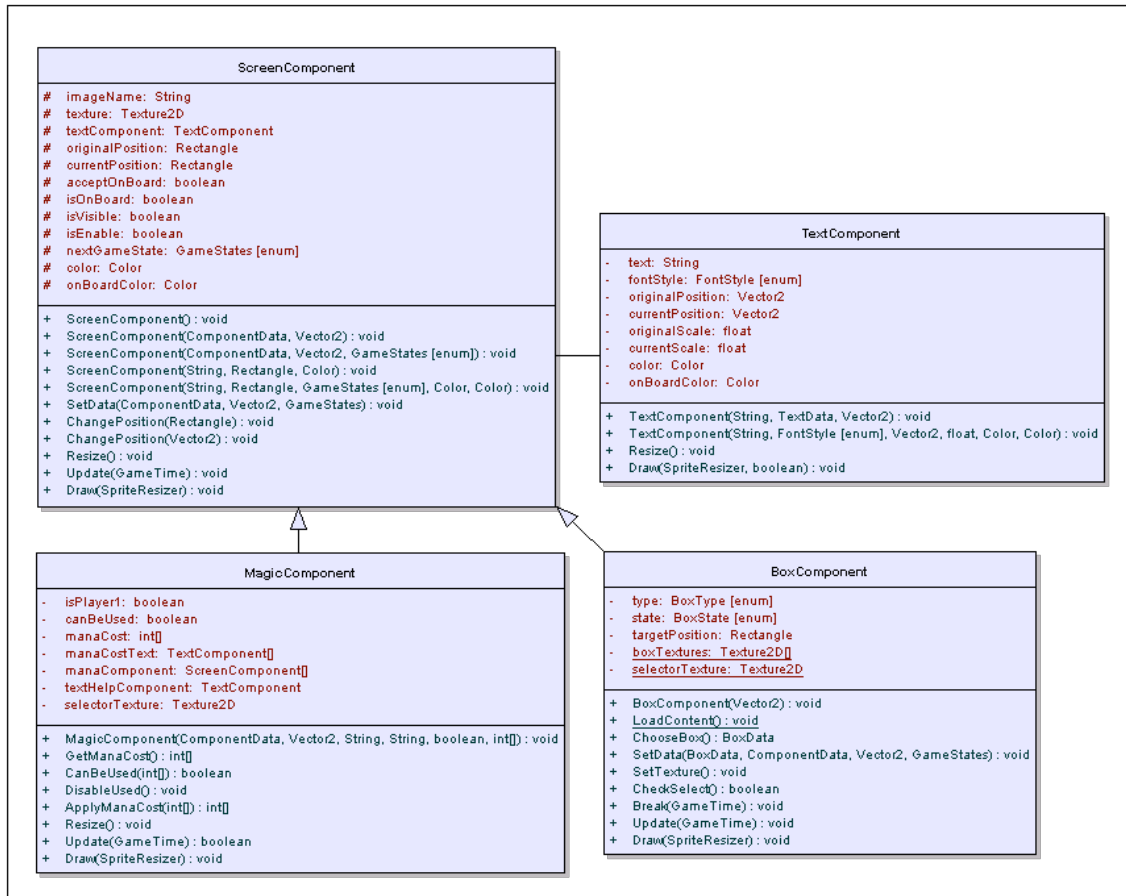 ScreenComponent
# imageName: String
# texture: Texture2D
# textComponent: TextComponent
# originalPosition: Rectangle
# currentPosition: Rectangle
# acceptOnBoard: boolean
# isOnBoard: boolean
# isVisible: boolean
# isEnable: boolean
# nextGameState: GameStates [enum]
# color: Color
# onBoardColor: Color
+ ScreenComponent() : void
+ ScreenComponent(ComponentData, Vector2) : void
+ ScreenComponent(ComponentData, Vector2, GameStates [enum]) : void
+ ScreenComponent(String, Rectangle, Color) : void
+ ScreenComponent(String, Rectangle, GameStates [enum], Color, Color) : void
+ SetData(ComponentData, Vector2, GameStates) : void
+ ChangePosition(Rectangle) : void
+ ChangePosition(Vector2) : void
+ Resize() : void
+ Update(GameTime) : void
+ Draw(SpriteResizer) : void
TextComponent
- text: String
- fontStyle: FontStyle [enum]
- originalPosition: Vector2
- currentPosition: Vector2
- originalScale: float
- currentScale: float
- color: Color
- onBoardColor: Color
+ TextComponent(String, TextData, Vector2) : void
+ TextComponent(String, FontStyle [enum], Vector2, float, Color, Color) : void
+ Resize() : void
+ Draw(SpriteResizer, boolean) : void
MagicComponent
- isPlayer1: boolean
- canBeUsed: boolean
- manaCost: int[]
- manaCostText: TextComponent[]
- manaComponent: ScreenComponent[]
- textHelpComponent: TextComponent
- selectorTexture: Texture2D
+ MagicComponent(ComponentData, Vector2, String, String, boolean, int[]) : void
+ GetManaCost() : int[]
+ CanBeUsed(int[]) : boolean
+ DisableUsed() : void
+ ApplyManaCost(int[]) : int[]
+ Resize() : void
+ Update(GameTime) : boolean
+ Draw(SpriteResizer) : void
BoxComponent
- type: BoxType [enum]
- state: BoxState [enum]
- targetPosition: Rectangle
- boxTextures: Texture2D[]
- selectorTexture: Texture2D
+ BoxComponent(Vector2) : void
+ LoadContent() : void
+ ChooseBox() : BoxData
+ SetData(BoxData, ComponentData, Vector2, GameStates) : void
+ SetTexture() : void
+ CheckSelect() : boolean
+ Break(GameTime) : void
+ Update(GameTime) : void
+ Draw(SpriteResizer) : void